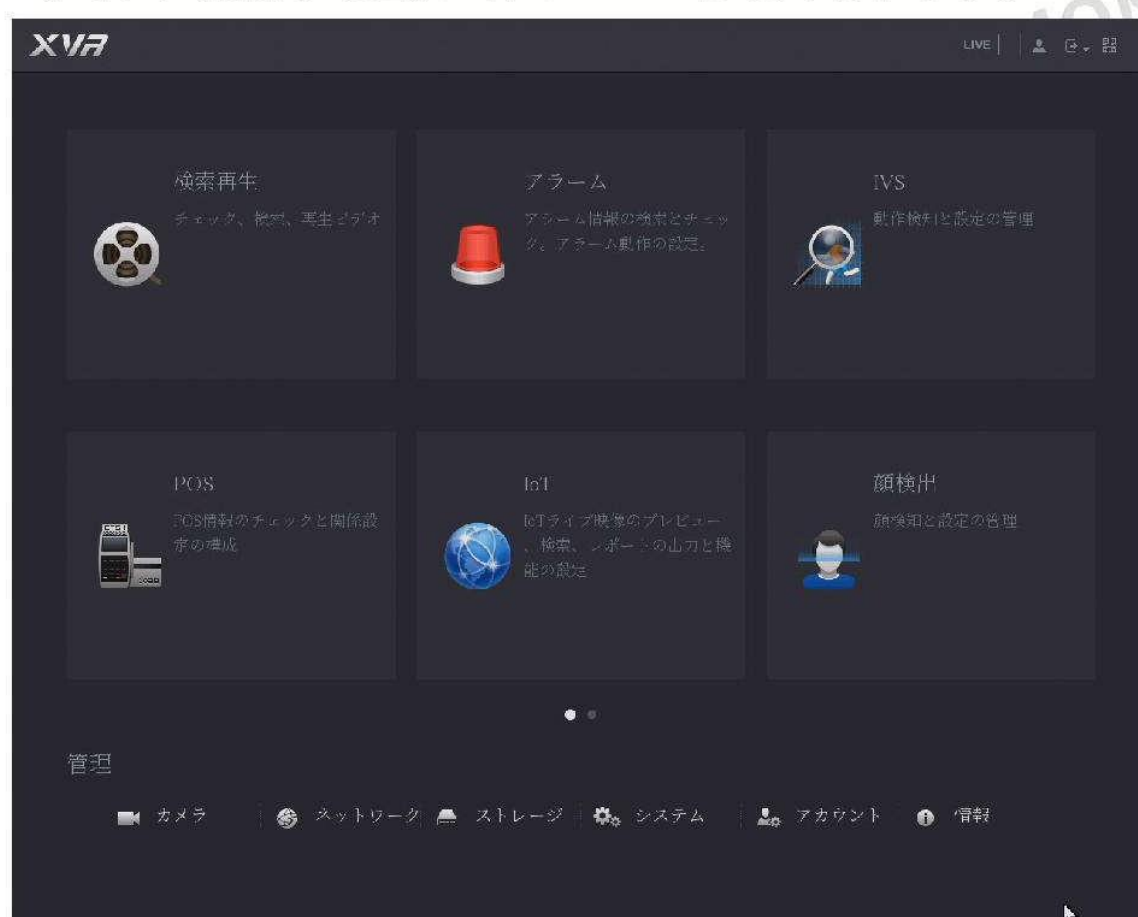 XVR
LIVE
検索再生
チェック、検索、再生ビデオ
アラーム
アラーム情報の検索とチェッ
ク。アラーム動作の設定。
IVS
動作検知と設定の管理
POS
POS情報のチェックと関係設
定の構成
IoT
IoTライブ映像のプレビュー
、検索、レポートの出力と機
能の設定
顔検出
顔検知と設定の管理
管理
カメラ
ネットワーク
ストレージ
システム
アカウント
情報